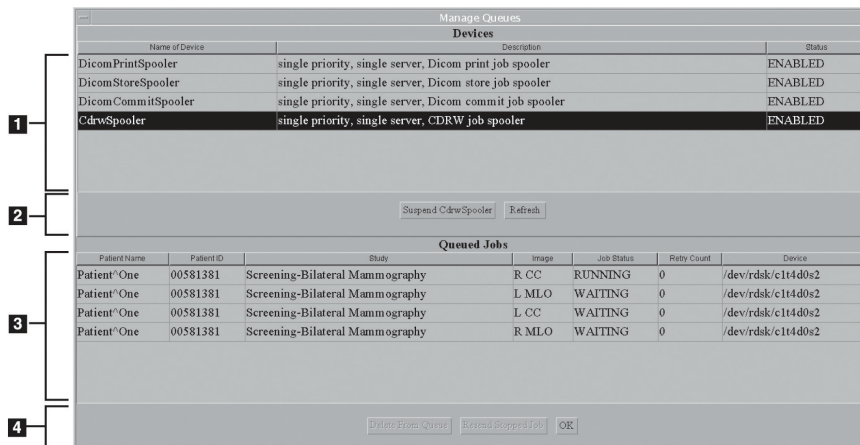 Manage Queues
Devices
Name of Device Description Status
DicomPrintSpooler single priority, single server, Dicom print job spooler ENABLED
DicomStoreSpooler single priority, single server, Dicom store job spooler ENABLED
DicomCommitSpooler single priority, single server, Dicom commit job spooler ENABLED
1
CdrwSpooler single priority, single server, CDRW job spooler ENABLED
2
Suspend CdrwSpooler Refresh
Queued Jobs
Patient Name Patient ID Study Image Job Status Retry Count Device
Patient^One 00581381 Screening-Bilateral Mammography R CC RUNNING 0 /dev/rdsk/c1t4d0s2
Patient^One 00581381 Screening-Bilateral Mammography L MLO WAITING 0 /dev/rdsk/c1t4d0s2
3
Patient^One 00581381 Screening-Bilateral Mammography L CC WAITING 0 /dev/rdsk/c1t4d0s2
Patient^One 00581381 Screening-Bilateral Mammography R MLO WAITING 0 /dev/rdsk/c1t4d0s2
4
Delete From Queue Resend Stopped Job OK